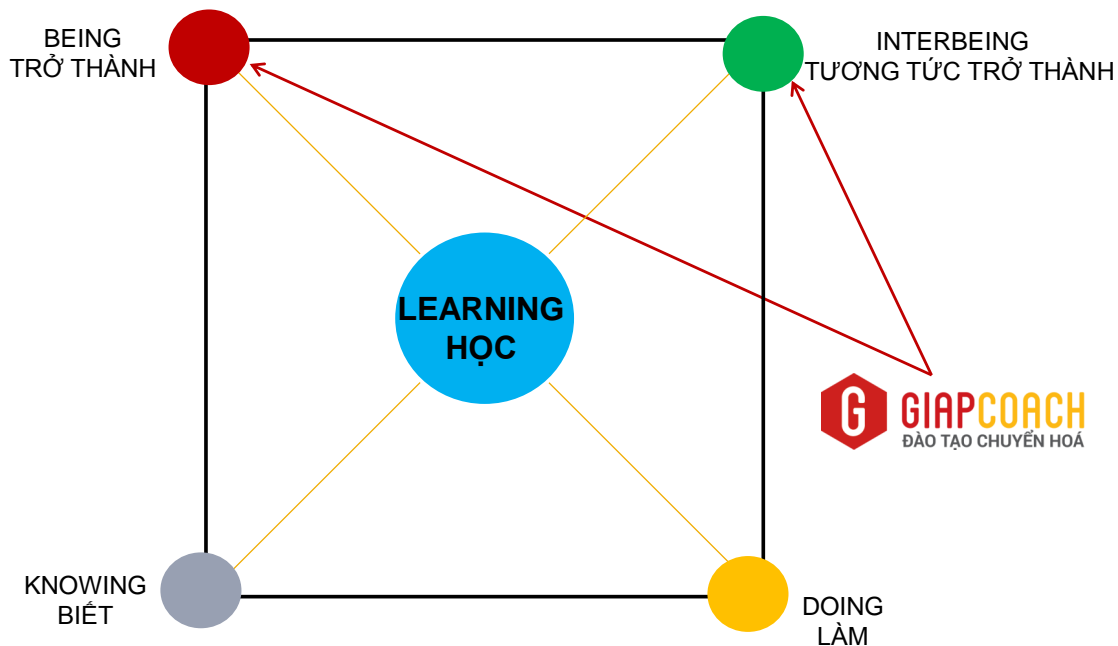 BEING
TRỞ THÀNH
INTERBEING
TƯƠNG TỨC TRỞ THÀNH
LEARNING
HỌC
G GIAPCOACH
ĐÀO TẠO CHUYỂN HOÁ
KNOWING
BIẾT
DOING
LÀM